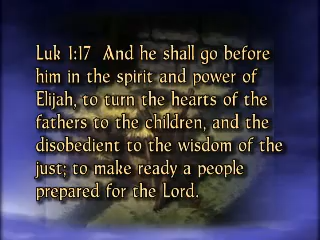 Luk 1:17 And he shall go before
him in the spirit and power of
Elijah, to turn the hearts of the
fathers to the children, and the
disobedient to the wisdom of the
just; to make ready a people
prepared for the Lord.